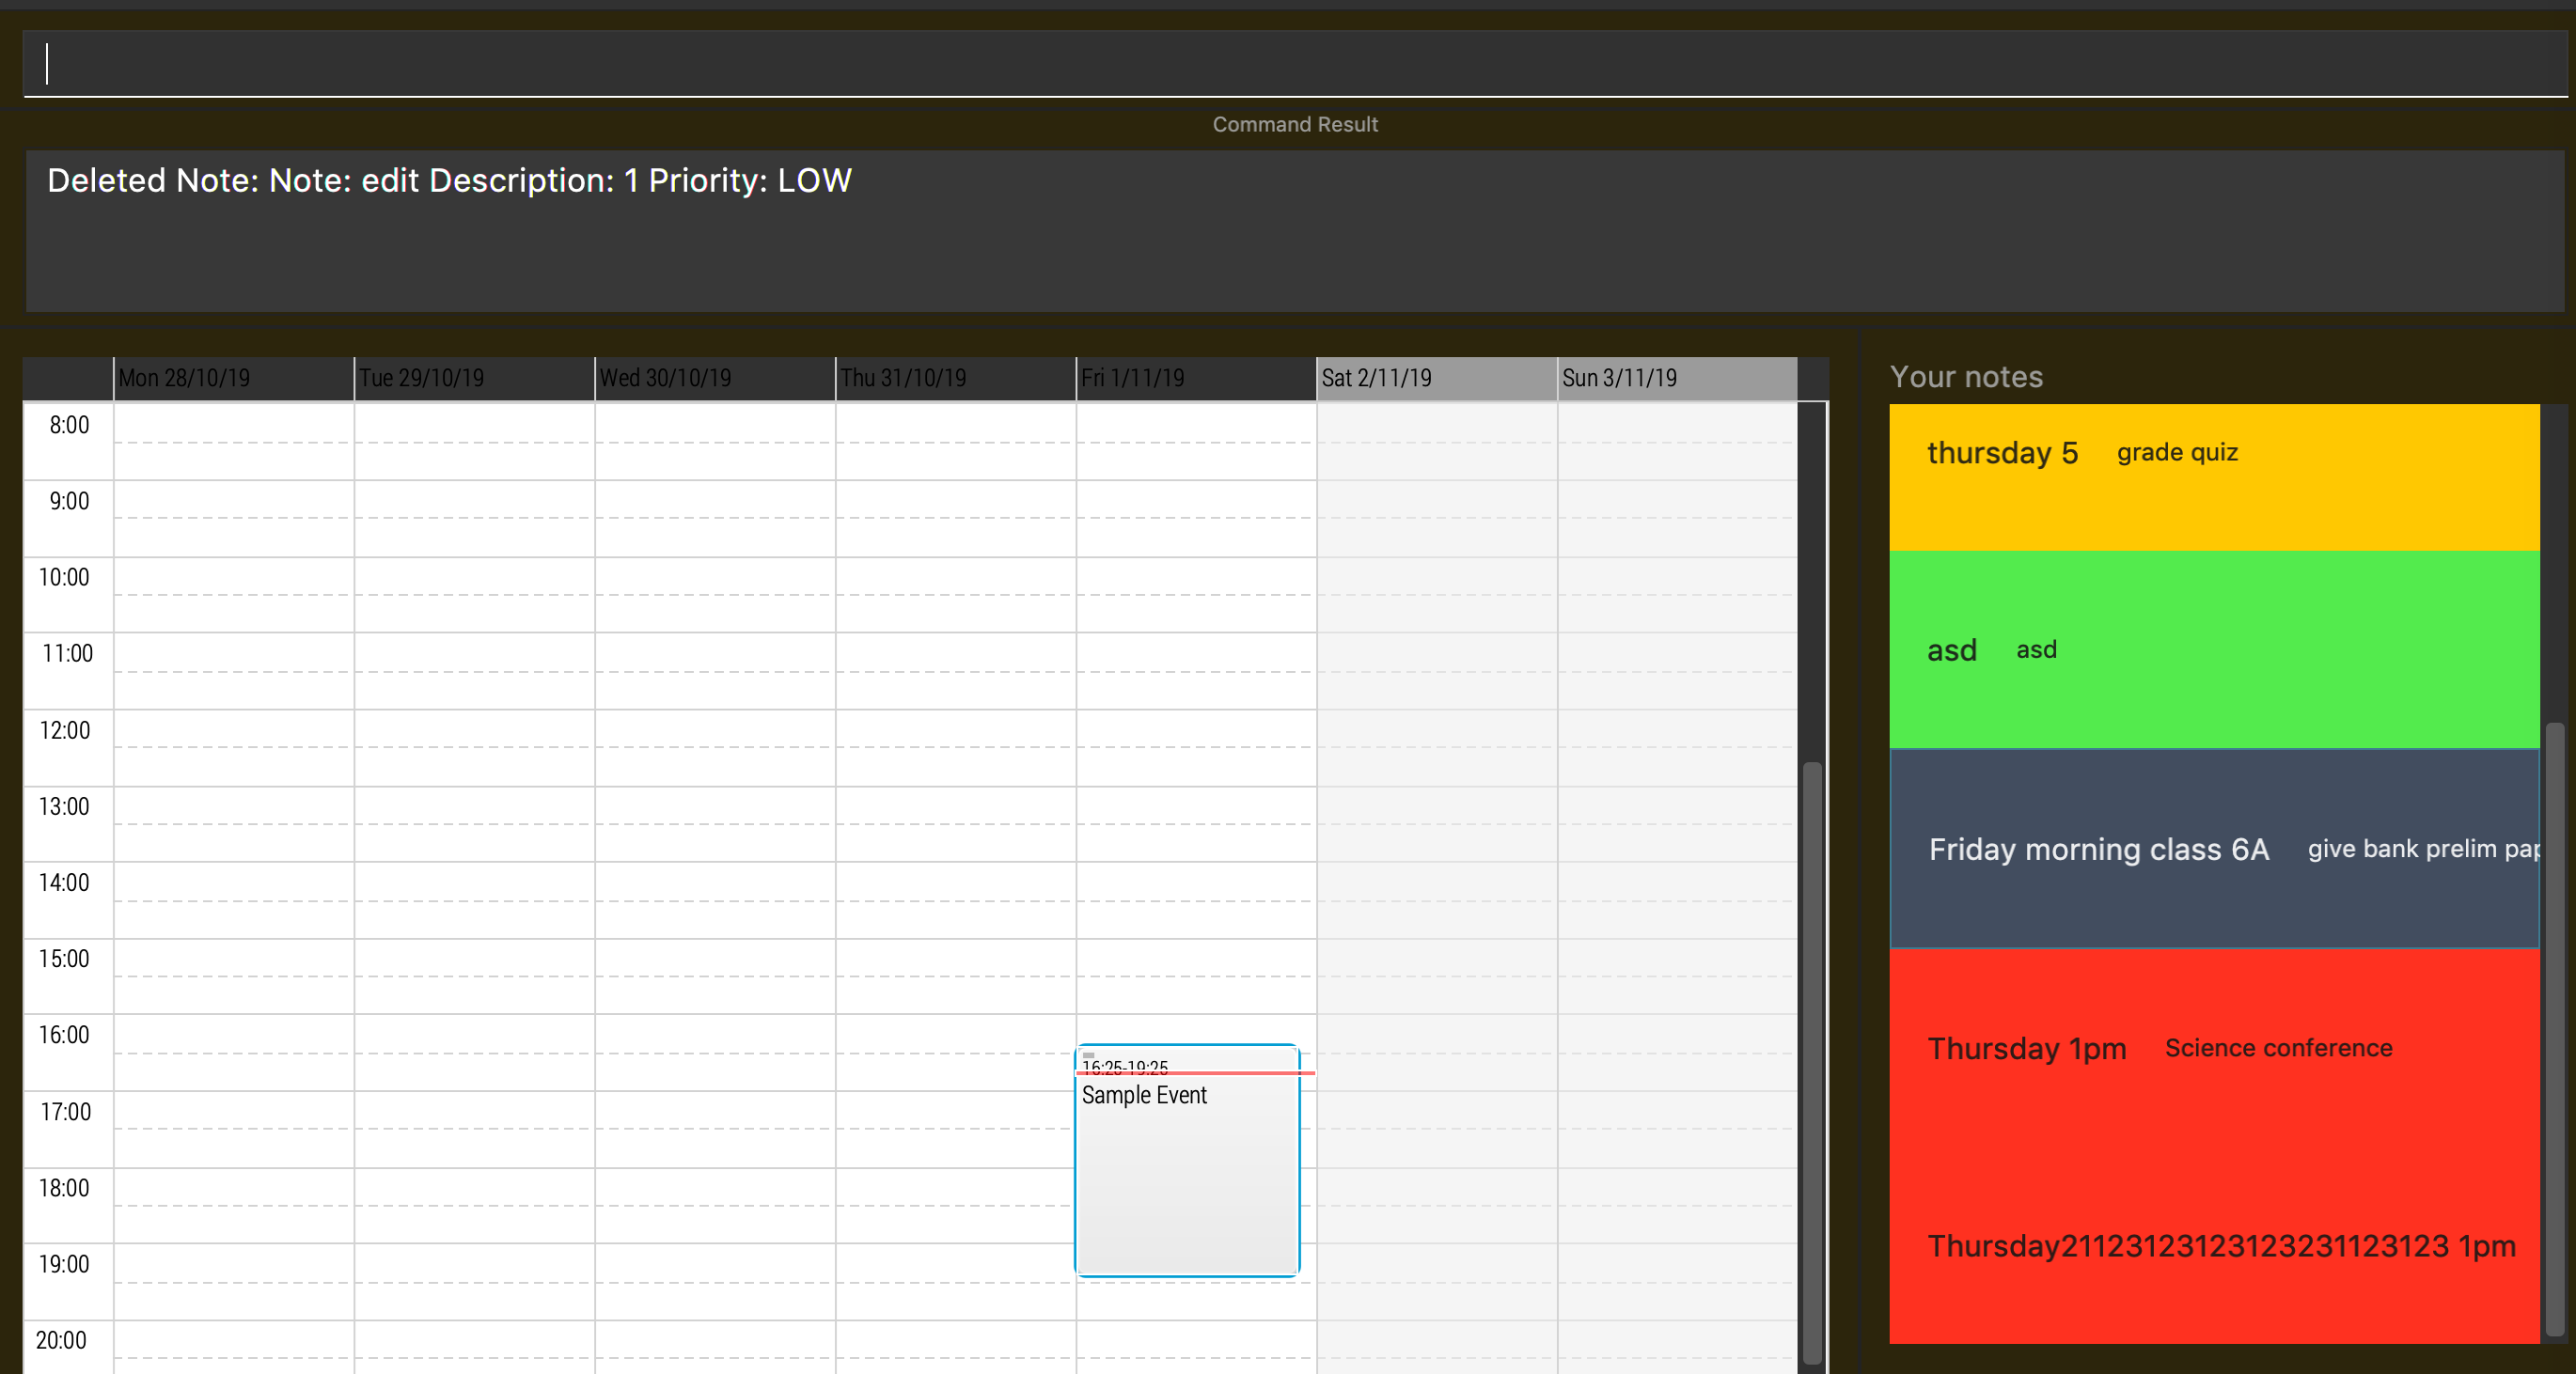 Command Result
Deleted Note: Note: edit Description: 1 Priority: LOW
Mon 28/10/19 Tue 29/10/19 Wed 30/10/19 Thu 31/10/19 Fri 1/11/19 Sat 2/11/19 Sun 3/11/19
8:00
9:00
10:00
11:00
12:00
13:00
14:00
15:00
16:00
17:00
18:00
19:00
20:00
16:25-19:25
Sample Event
Your notes
thursday 5 grade quiz
asd asd
Friday morning class 6A give bank prelim pap
Thursday 1pm Science conference
Thursday21123123123123231123123 1pm